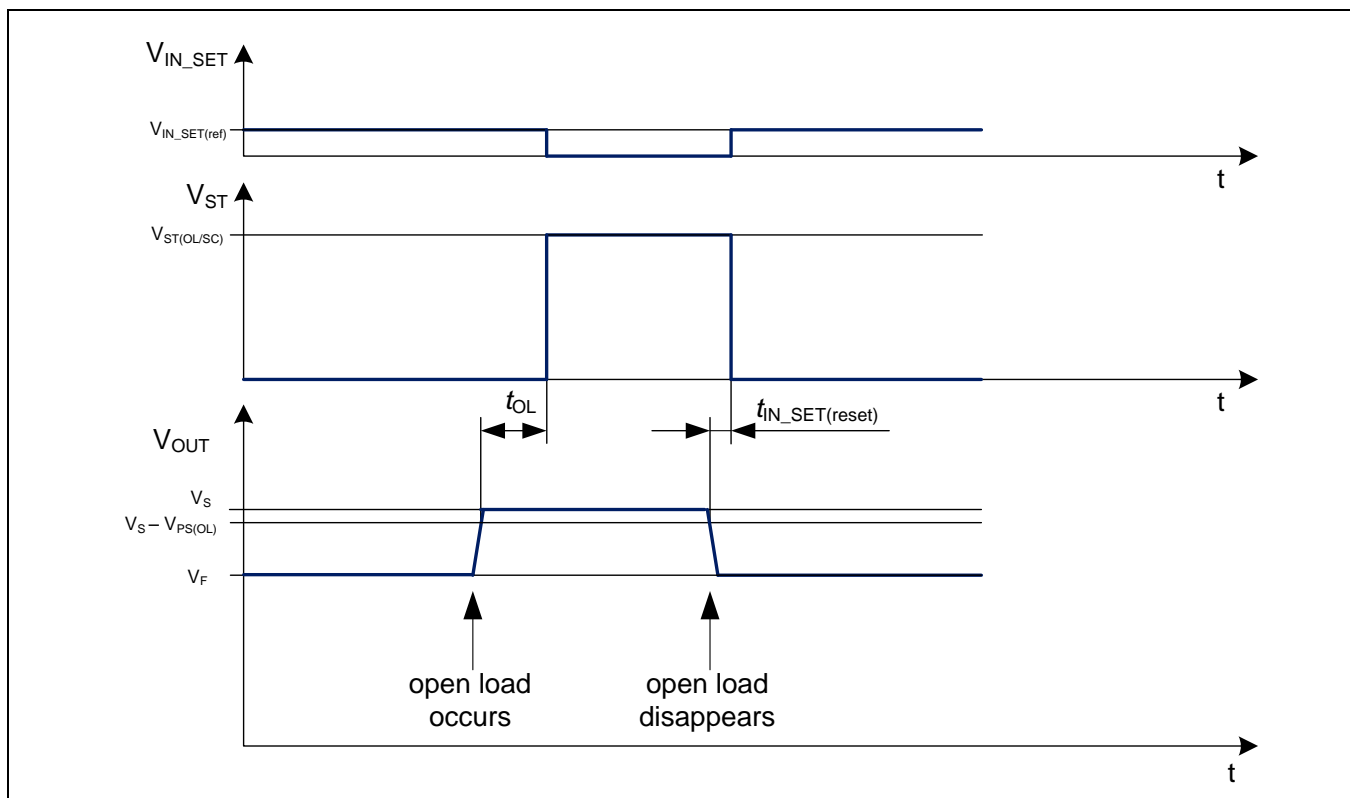 V_IN_SET
V_IN_SET(ref)
t
V_ST
V_ST(OL/SC)
t
t_OL
t_IN_SET(reset)
V_OUT
V_S
V_S – V_PS(OL)
V_F
open load
occurs
open load
disappears
t